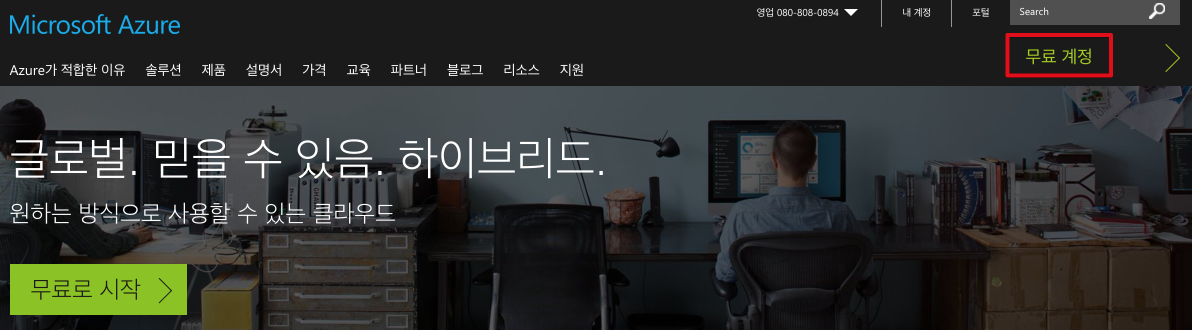 Microsoft Azure
영업 080-808-0894
내 계정
포털
Search
무료 계정
Azure가 적합한 이유 솔루션 제품 설명서 가격 교육 파트너 블로그 리소스 지원
글로벌. 믿을 수 있음. 하이브리드.
원하는 방식으로 사용할 수 있는 클라우드
무료로 시작